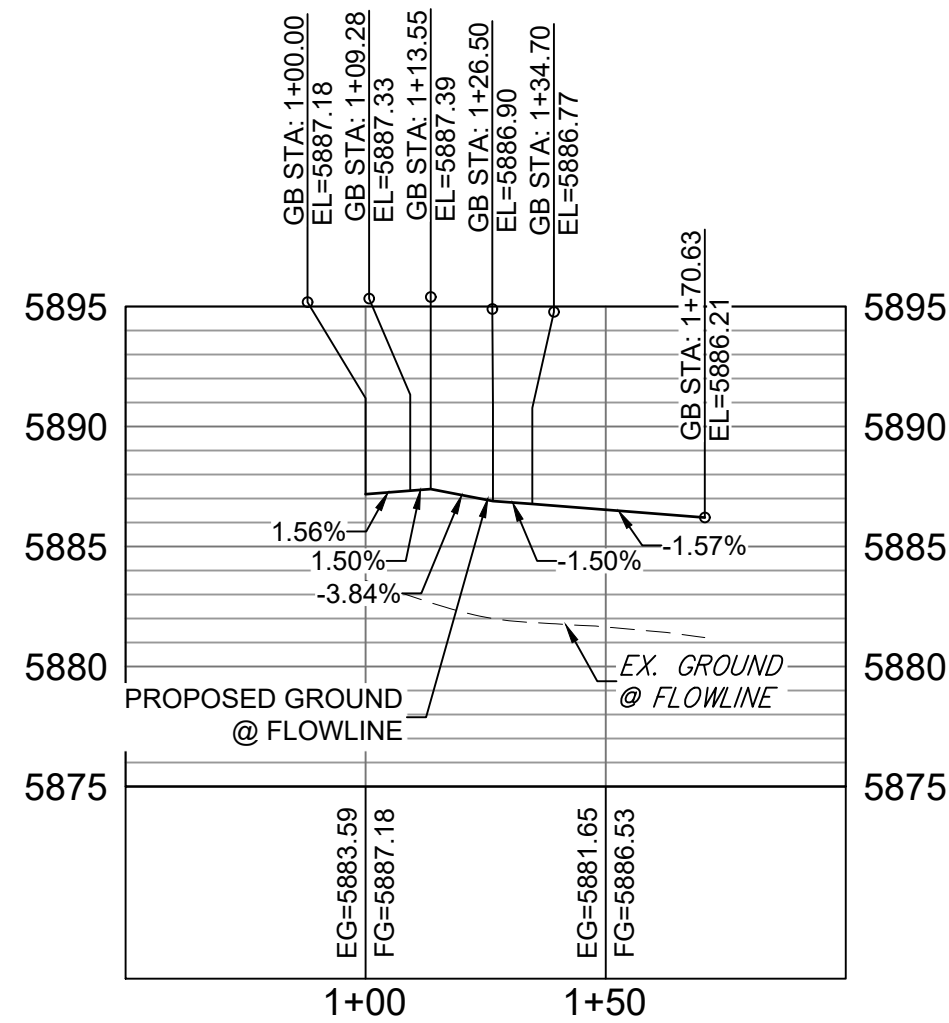 GB STA: 1+00.00
EL=5887.18
GB STA: 1+09.28
EL=5887.33
GB STA: 1+13.55
EL=5887.39
GB STA: 1+26.50
EL=5886.90
GB STA: 1+34.70
EL=5886.77
GB STA: 1+70.63
EL=5886.21
5895
5895
5890
5890
5885
5885
5880
5880
5875
5875
1.56%
1.50%
-3.84%
-1.50%
-1.57%
PROPOSED GROUND
@ FLOWLINE
EX. GROUND
@ FLOWLINE
EG=5883.59
FG=5887.18
EG=5881.65
FG=5886.53
1+00
1+50